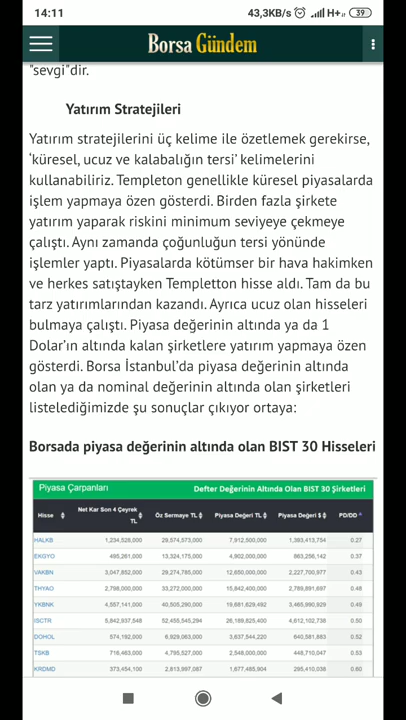 14:11 43,3KB/s H+ 39
Borsa Gündem
"sevgi"dir.
Yatırım Stratejileri
Yatırım stratejilerini üç kelime ile özetlemek gerekirse,
‘küresel, ucuz ve kalabalığın tersi’ kelimelerini
kullanabiliriz. Templeton genellikle küresel piyasalarda
işlem yapmaya özen gösterdi. Birden fazla şirkete
yatırım yaparak riskini minimum seviyeye çekmeye
çalıştı. Aynı zamanda çoğunluğun tersi yönünde
işlemler yaptı. Piyasalarda kötümser bir hava hakimken
ve herkes satıştayken Templetton hisse aldı. Tam da bu
tarz yatırımlarından kazandı. Ayrıca ucuz olan hisseleri
bulmaya çalıştı. Piyasa değerinin altında ya da 1
Dolar’ın altında kalan şirketlere yatırım yapmaya özen
gösterdi. Borsa İstanbul’da piyasa değerinin altında
olan ya da nominal değerinin altında olan şirketleri
listelediğimizde şu sonuçlar çıkıyor ortaya:
Borsada piyasa değerinin altında olan BIST 30 Hisseleri
Piyasa Çarpanları Defter Değerinin Altında Olan BIST 30 Şirketleri
Hisse Net Kar Son 4 Çeyrek TL Öz Sermaye TL Piyasa Değeri TL Piyasa Değeri $ PD/DD
HALKB 1,234,528,000 29,574,573,000 7,912,500,000 1,393,413,754 0.27
EKGYO 495,261,000 13,324,175,000 4,902,000,000 863,256,142 0.37
VAKBN 3,047,852,000 29,274,785,000 12,650,000,000 2,227,700,977 0.43
THYAO 2,798,000,000 33,272,000,000 15,842,400,000 2,789,891,697 0.48
YKBNK 4,557,141,000 40,505,290,000 19,681,629,492 3,465,990,929 0.49
ISCTR 5,842,937,548 52,455,545,294 26,189,625,400 4,612,102,738 0.50
DOHOL 574,192,000 6,929,063,000 3,637,544,220 640,581,883 0.52
TSKB 716,463,000 4,795,527,000 2,548,000,000 448,710,047 0.53
KRDMD 373,454,100 2,813,997,087 1,677,485,904 295,410,036 0.60